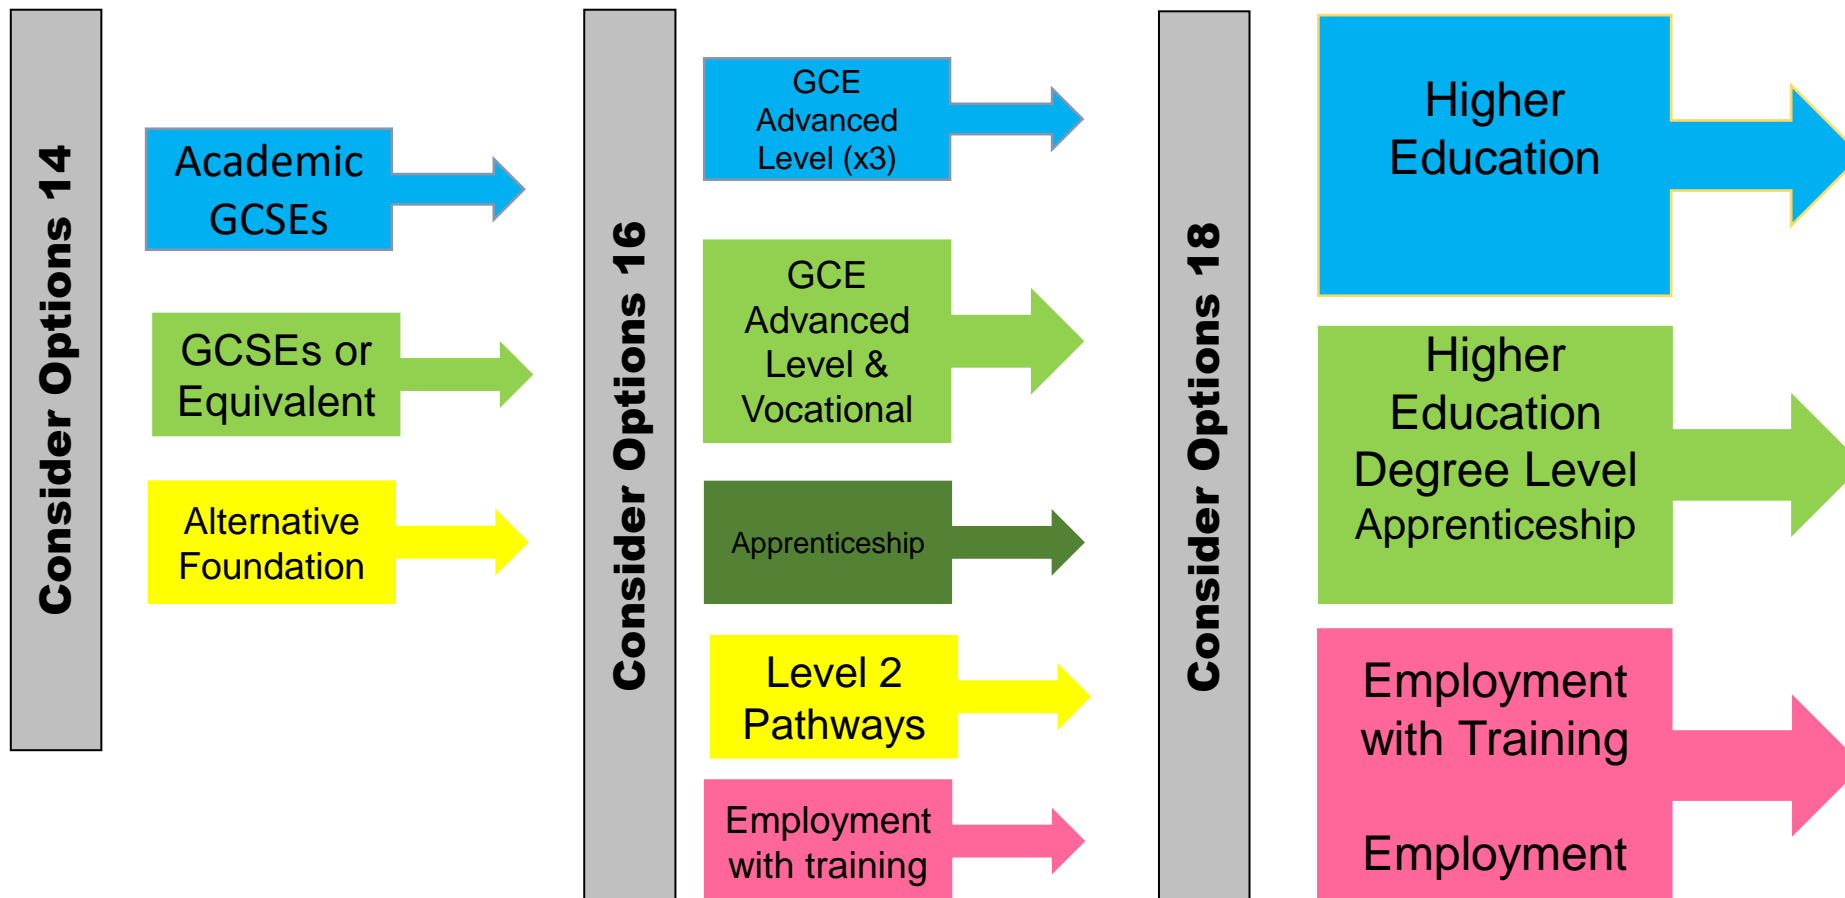 Consider Options 14
Academic
GCSEs
GCSEs or
Equivalent
Alternative
Foundation
Consider Options 16
GCE
Advanced
Level (x3)
GCE
Advanced
Level &
Vocational
Apprenticeship
Level 2
Pathways
Employment
with training
Consider Options 18
Higher
Education
Higher
Education
Degree Level
Apprenticeship
Employment
with Training
Employment